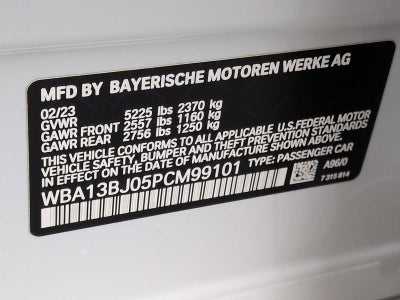 MFD BY BAYERISCHE MOTOREN WERKE AG
02/23
GVWR 5225 lbs 2370 kg
GAWR FRONT 2557 lbs 1160 kg
GAWR REAR 2756 lbs 1250 kg
THIS VEHICLE CONFORMS TO ALL APPLICABLE U.S. FEDERAL MOTOR
VEHICLE SAFETY, BUMPER, AND THEFT PREVENTION STANDARDS
IN EFFECT ON THE DATE OF MANUFACTURE SHOWN ABOVE.
WBA13BJ05PCM99101 TYPE: PASSENGER CAR
A96/0
7 315 814